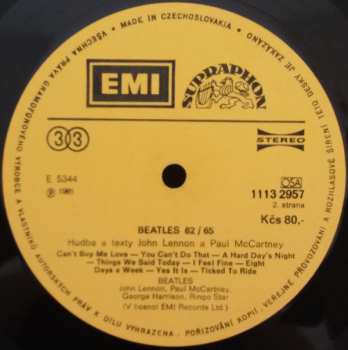 VŠECHNA PRÁVA GRAMOFONOVÉHO VÝROBCE A VLASTNÍKŮ AUTORSKÝCH PRÁV K DÍLU VYHRAZENA. – POŘIZOVÁNÍ KOPIÍ, VEŘEJNÉ PROVOZOVÁNÍ A ROZHLASOVÉ ŠÍŘENÍ TÉTO DESKY JE ZAKÁZÁNO
• MADE IN CZECHOSLOVAKIA •
EMI
SUPRAPHON
33
STEREO
E 5344
OSA
1113 2957
℗ 1981
2. strana
Kčs 80,-
BEATLES 62/65
Hudba a texty John Lennon a Paul McCartney
Can't Buy Me Love — You Can't Do That — A Hard Day's Night
— Things We Said Today — I Feel Fine — Eight
Days a Week — Yes It Is — Ticked To Ride
BEATLES
John Lennon, Paul McCartney,
George Harrison, Ringo Star
(V licenci EMI Records Ltd.)